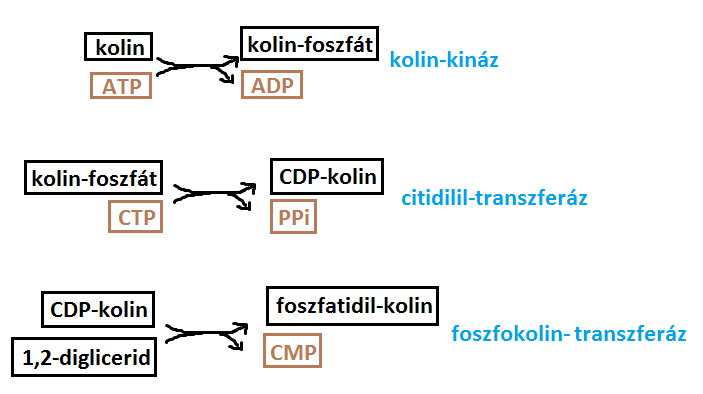 kolin
kolin-foszfát
kolin-kináz
ATP
ADP
kolin-foszfát
CDP-kolin
citidilil-transzferáz
CTP
PPi
CDP-kolin
foszfatidil-kolin
foszfokolin- transzferáz
1,2-diglicerid
CMP